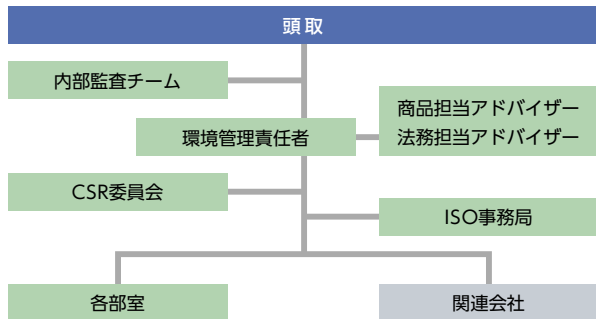 頭取
内部監査チーム
商品担当アドバイザー
法務担当アドバイザー
環境管理責任者
CSR委員会
ISO事務局
各部室
関連会社